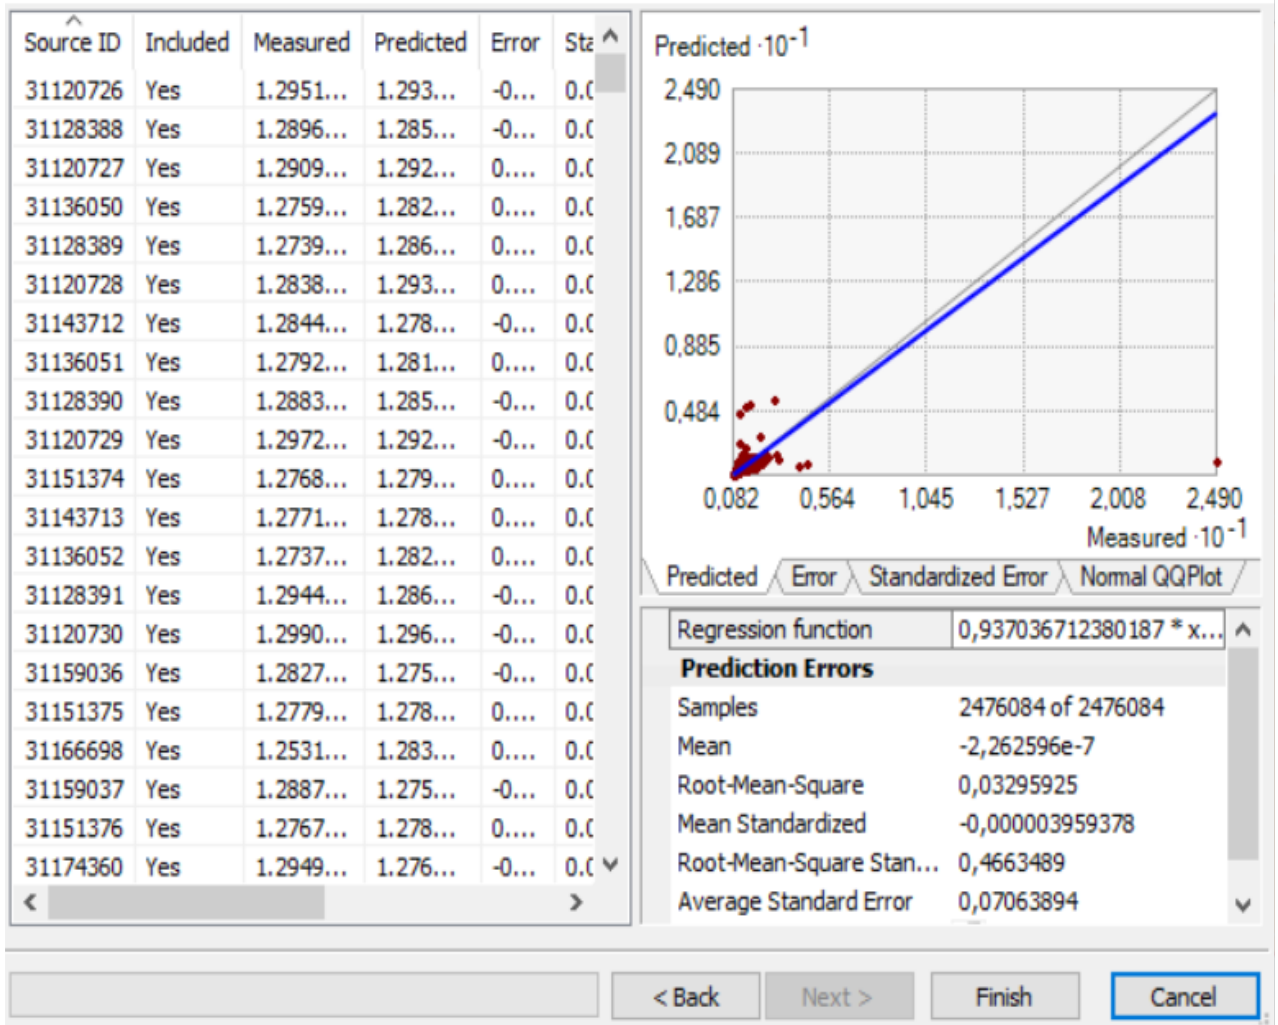 Source ID Included Measured Predicted Error Sta
31120726 Yes 1.2951... 1.293... -0... 0.0
31128388 Yes 1.2896... 1.285... -0... 0.0
31120727 Yes 1.2909... 1.292... 0.... 0.0
31136050 Yes 1.2759... 1.282... 0.... 0.0
31128389 Yes 1.2739... 1.286... 0.... 0.0
31120728 Yes 1.2838... 1.293... 0.... 0.0
31143712 Yes 1.2844... 1.278... -0... 0.0
31136051 Yes 1.2792... 1.281... 0.... 0.0
31128390 Yes 1.2883... 1.285... -0... 0.0
31120729 Yes 1.2972... 1.292... -0... 0.0
31151374 Yes 1.2768... 1.279... 0.... 0.0
31143713 Yes 1.2771... 1.278... 0.... 0.0
31136052 Yes 1.2737... 1.282... 0.... 0.0
31128391 Yes 1.2944... 1.286... -0... 0.0
31120730 Yes 1.2990... 1.296... -0... 0.0
31159036 Yes 1.2827... 1.275... -0... 0.0
31151375 Yes 1.2779... 1.278... 0.... 0.0
31166698 Yes 1.2531... 1.283... 0.... 0.0
31159037 Yes 1.2887... 1.275... -0... 0.0
31151376 Yes 1.2767... 1.278... 0.... 0.0
31174360 Yes 1.2949... 1.276... -0... 0.0
Predicted ·10⁻¹
2,490
2,089
1,687
1,286
0,885
0,484
0,082 0,564 1,045 1,527 2,008 2,490
Measured ·10⁻¹
Predicted Error Standardized Error Normal QQPlot
Regression function 0,937036712380187 * x...
Prediction Errors
Samples 2476084 of 2476084
Mean -2,262596e-7
Root-Mean-Square 0,03295925
Mean Standardized -0,000003959378
Root-Mean-Square Stan... 0,4663489
Average Standard Error 0,07063894
< Back Next > Finish Cancel